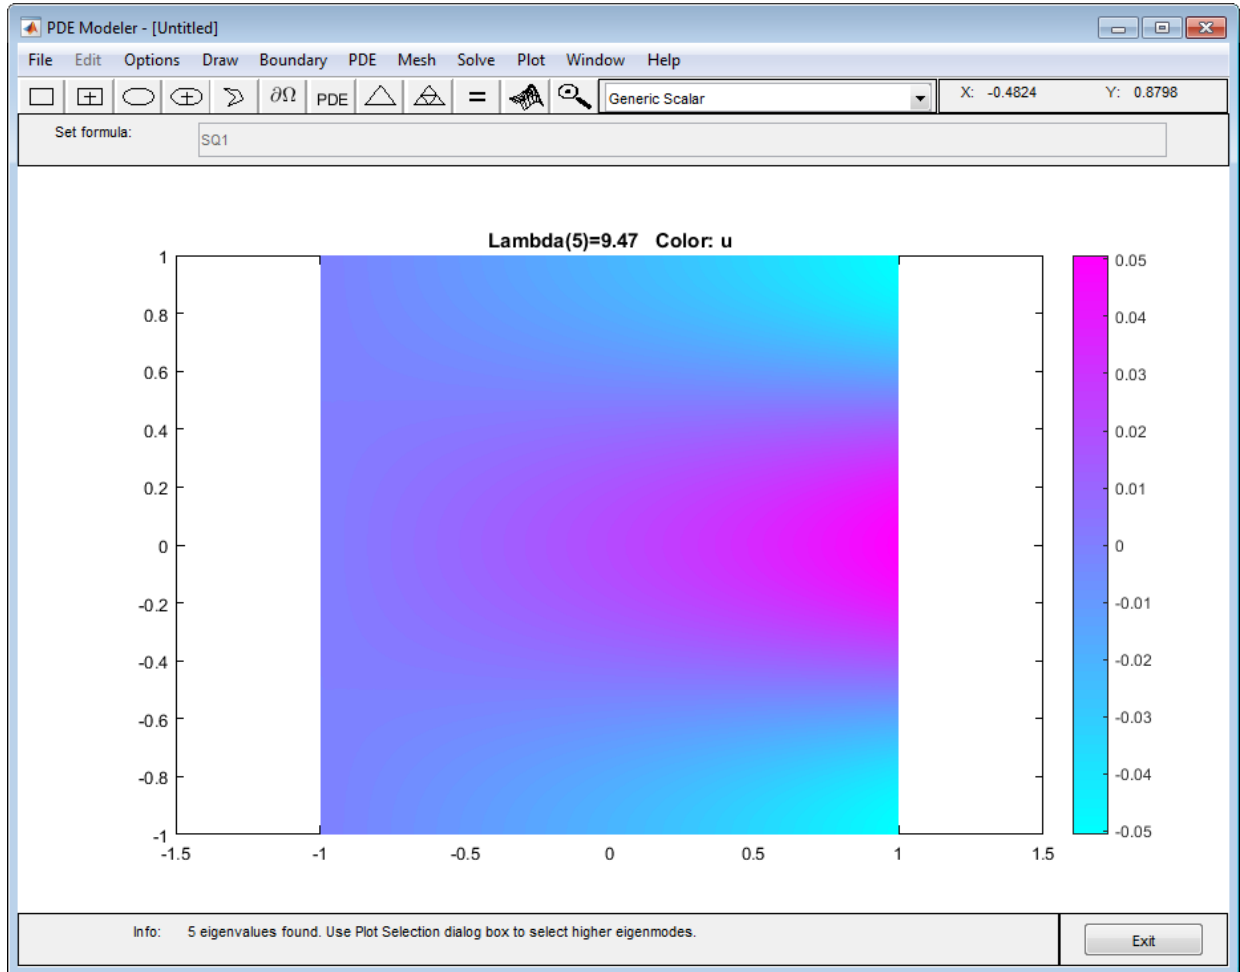 PDE Modeler - [Untitled]
File Edit Options Draw Boundary PDE Mesh Solve Plot Window Help
∂Ω PDE = Generic Scalar X: -0.4824 Y: 0.8798
Set formula: SQ1
Lambda(5)=9.47 Color: u
1
0.8
0.6
0.4
0.2
0
-0.2
-0.4
-0.6
-0.8
-1
-1.5 -1 -0.5 0 0.5 1 1.5
0.05
0.04
0.03
0.02
0.01
0
-0.01
-0.02
-0.03
-0.04
-0.05
Info: 5 eigenvalues found. Use Plot Selection dialog box to select higher eigenmodes.
Exit